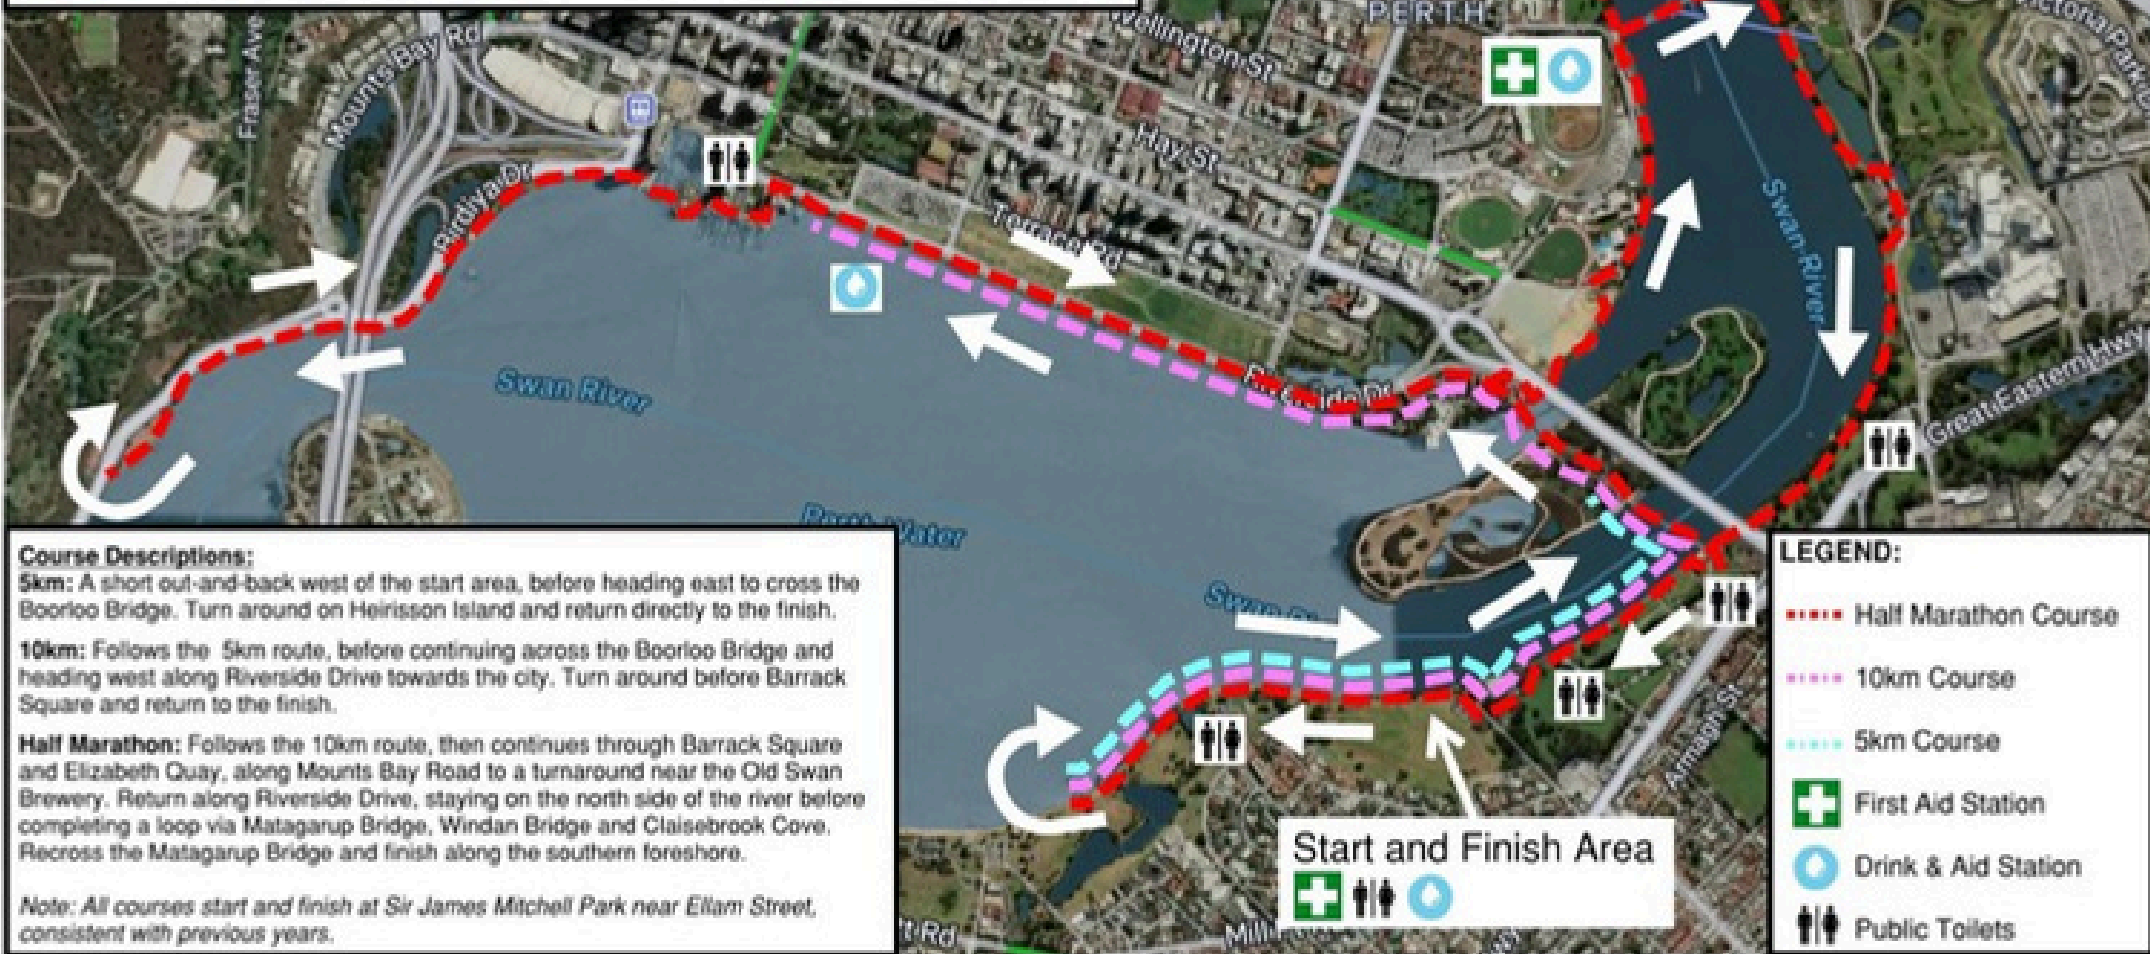 Wellington St
PERTH
Victoria Park
Fraser Ave
Mounts Bay Rd
Hay St
Birdiya Dr
Terrace Rd
Swan River
Swan River
Riverside Dr
Great Eastern Hwy
Water
Swan
Armagh St
Course Descriptions:
5km: A short out-and-back west of the start area, before heading east to cross the
Boorloo Bridge. Turn around on Heirisson Island and return directly to the finish.
10km: Follows the 5km route, before continuing across the Boorloo Bridge and
heading west along Riverside Drive towards the city. Turn around before Barrack
Square and return to the finish.
Half Marathon: Follows the 10km route, then continues through Barrack Square
and Elizabeth Quay, along Mounts Bay Road to a turnaround near the Old Swan
Brewery. Return along Riverside Drive, staying on the north side of the river before
completing a loop via Matagarup Bridge, Windan Bridge and Claisebrook Cove.
Recross the Matagarup Bridge and finish along the southern foreshore.
Note: All courses start and finish at Sir James Mitchell Park near Ellam Street,
consistent with previous years.
Start and Finish Area
t Rd
LEGEND:
Half Marathon Course
10km Course
5km Course
First Aid Station
Drink & Aid Station
Public Toilets